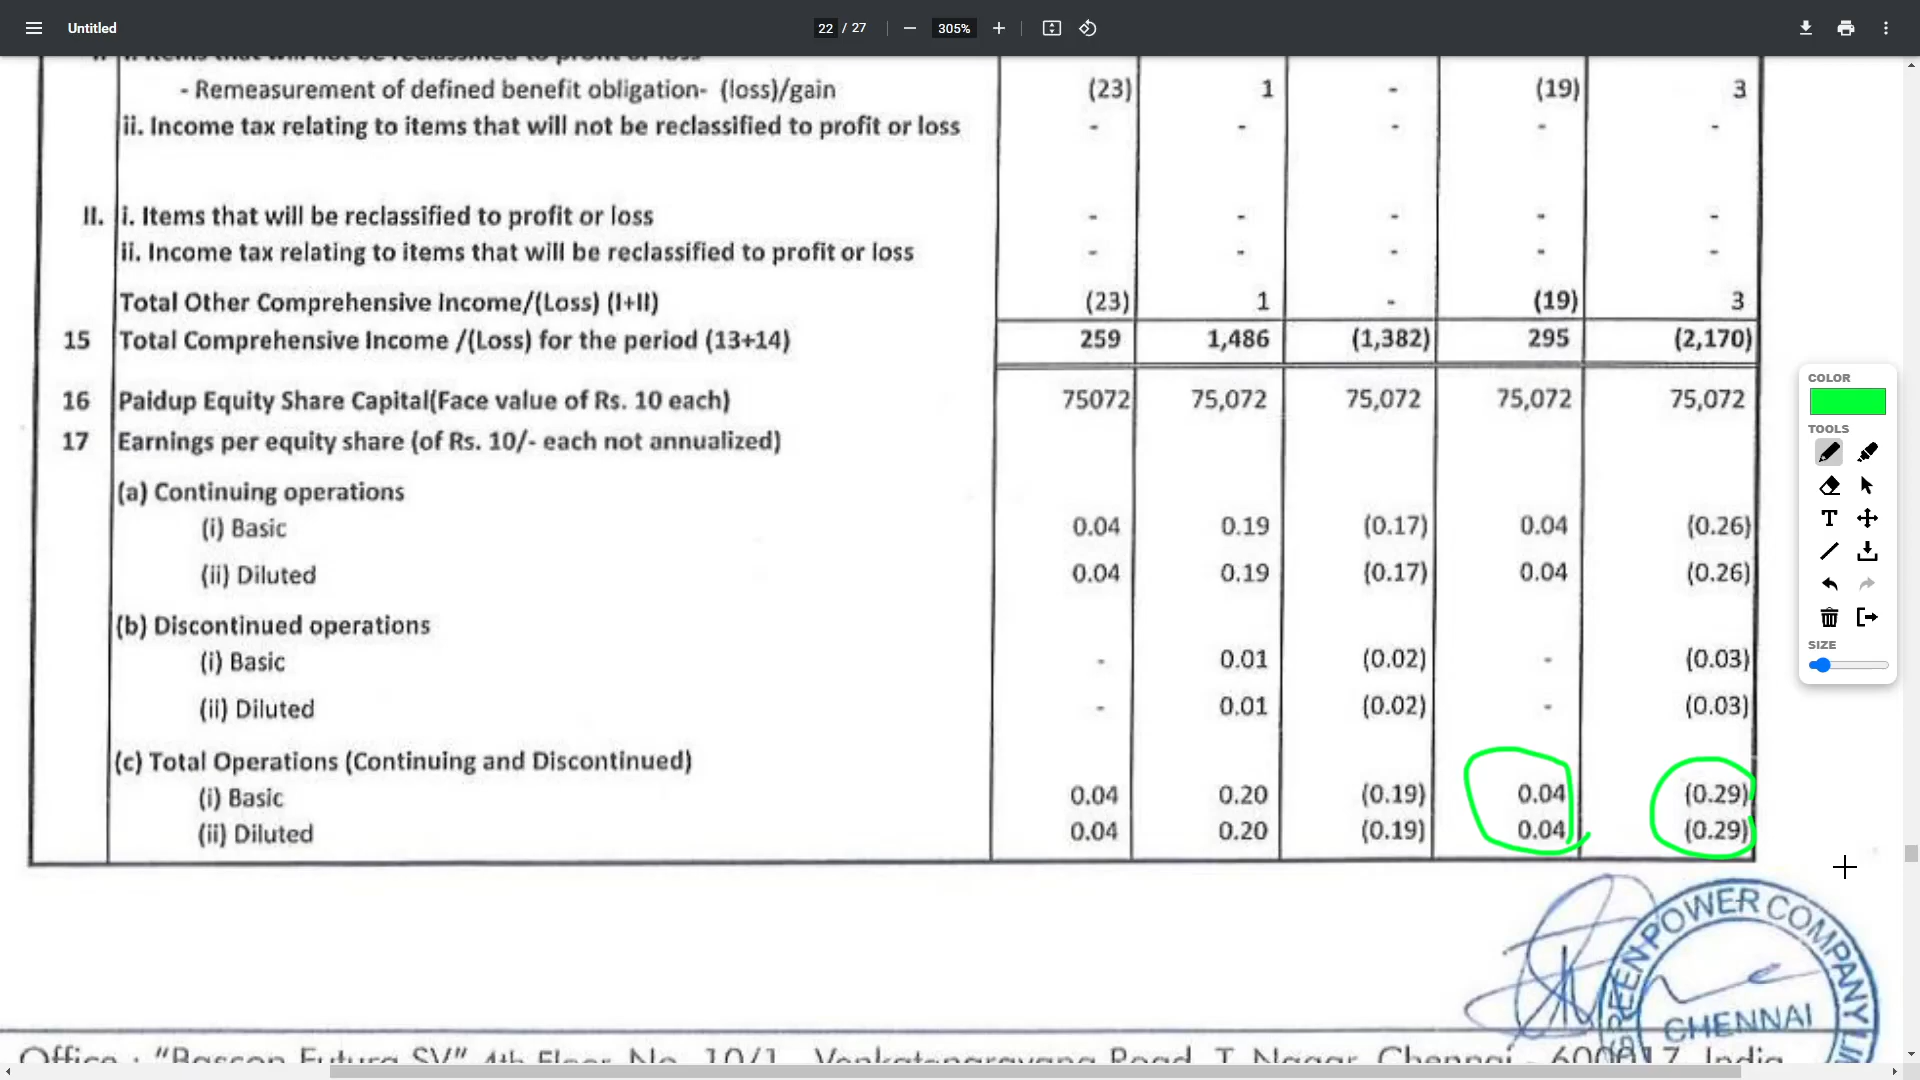 Untitled
22 / 27
305%
- Remeasurement of defined benefit obligation- (loss)/gain (23) 1 - (19) 3
ii. Income tax relating to items that will not be reclassified to profit or loss - - - - -
II. i. Items that will be reclassified to profit or loss - - - - -
ii. Income tax relating to items that will be reclassified to profit or loss - - - - -
Total Other Comprehensive Income/(Loss) (I+II) (23) 1 - (19) 3
15 Total Comprehensive Income /(Loss) for the period (13+14) 259 1,486 (1,382) 295 (2,170)
16 Paidup Equity Share Capital(Face value of Rs. 10 each) 75072 75,072 75,072 75,072 75,072
17 Earnings per equity share (of Rs. 10/- each not annualized)
(a) Continuing operations
(i) Basic 0.04 0.19 (0.17) 0.04 (0.26)
(ii) Diluted 0.04 0.19 (0.17) 0.04 (0.26)
(b) Discontinued operations
(i) Basic - 0.01 (0.02) - (0.03)
(ii) Diluted - 0.01 (0.02) - (0.03)
(c) Total Operations (Continuing and Discontinued)
(i) Basic 0.04 0.20 (0.19) 0.04 (0.29)
(ii) Diluted 0.04 0.20 (0.19) 0.04 (0.29)
COLOR
TOOLS
SIZE
POWER COMPANY
CHENNAI